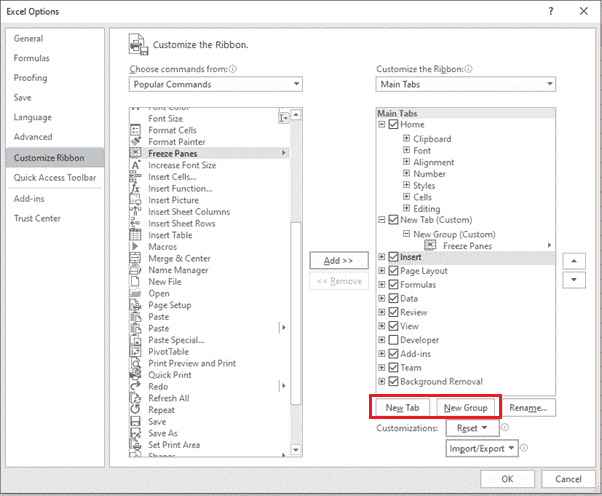 Excel Options
?
General
Formulas
Proofing
Save
Language
Advanced
Customize Ribbon
Quick Access Toolbar
Add-ins
Trust Center
Customize the Ribbon.
Choose commands from:
Popular Commands
Font Color
Font Size
Format Cells
Format Painter
Freeze Panes
Increase Font Size
Insert Cells...
Insert Function...
Insert Picture
Insert Sheet Columns
Insert Sheet Rows
Insert Table
Macros
Merge & Center
Name Manager
New File
Open
Page Setup
Paste
Paste
Paste Special...
PivotTable
Print Preview and Print
Quick Print
Redo
Refresh All
Repeat
Save
Save As
Set Print Area
Shapes
Add >>
<< Remove
Customize the Ribbon:
Main Tabs
Main Tabs
Home
Clipboard
Font
Alignment
Number
Styles
Cells
Editing
New Tab (Custom)
New Group (Custom)
Freeze Panes
Insert
Page Layout
Formulas
Data
Review
View
Developer
Add-ins
Team
Background Removal
New Tab
New Group
Rename...
Customizations:
Reset
Import/Export
OK
Cancel